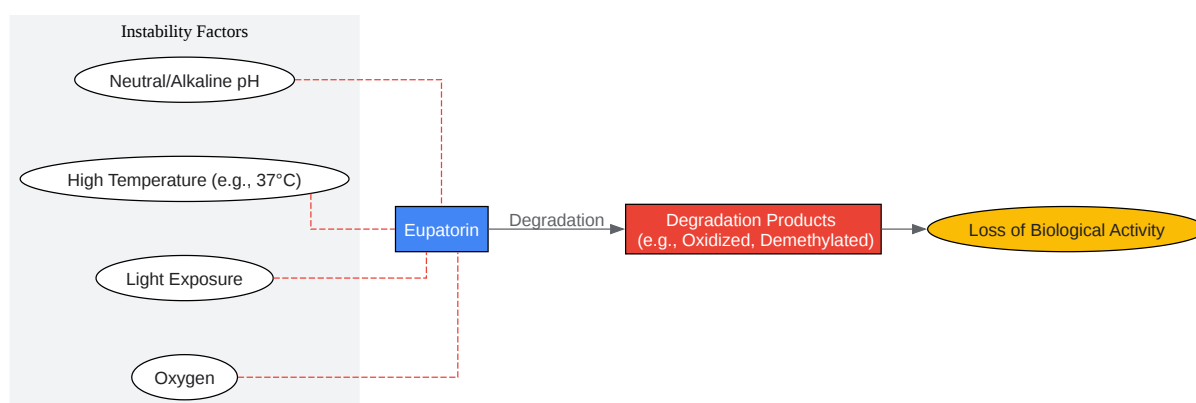 Instability Factors
Neutral/Alkaline pH
High Temperature (e.g., 37°C)
Light Exposure
Oxygen
Eupatorin
Degradation
Degradation Products
(e.g., Oxidized, Demethylated)
Loss of Biological Activity